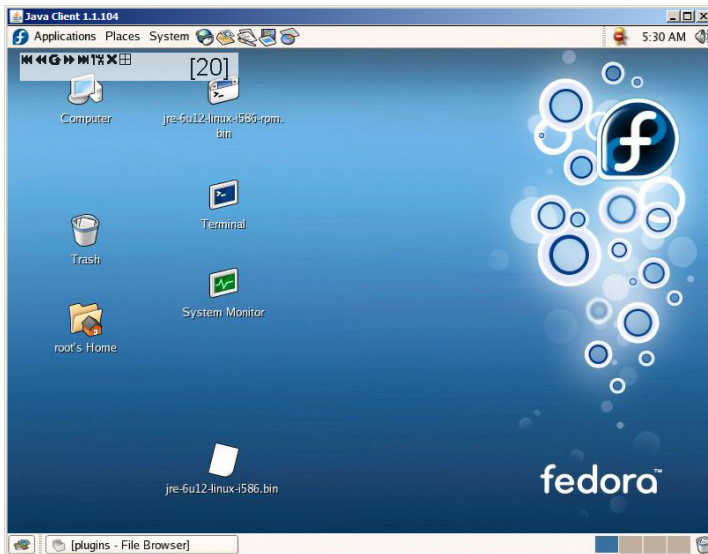 Java Client 1.1.104
Applications Places System
5:30 AM
[20]
Computer
jre-6u12-linux-i586-rpm.
bin
Terminal
Trash
System Monitor
root's Home
jre-6u12-linux-i586.bin
fedora
[plugins - File Browser]